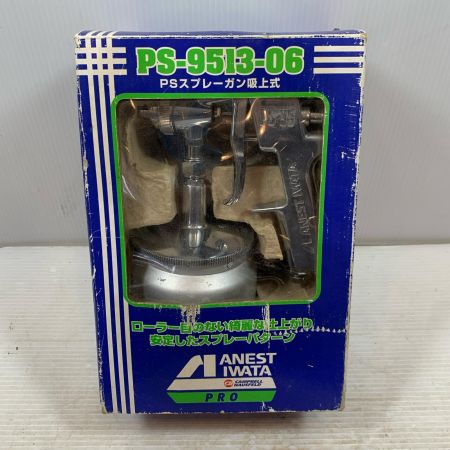 PS-9513-06
PSスプレーガン吸上式
ANEST IWATA
ローラー目のない綺麗な仕上がり
安定したスプレーパターン
ANEST
IWATA
CAMPBELL
HAUSFELD
PRO